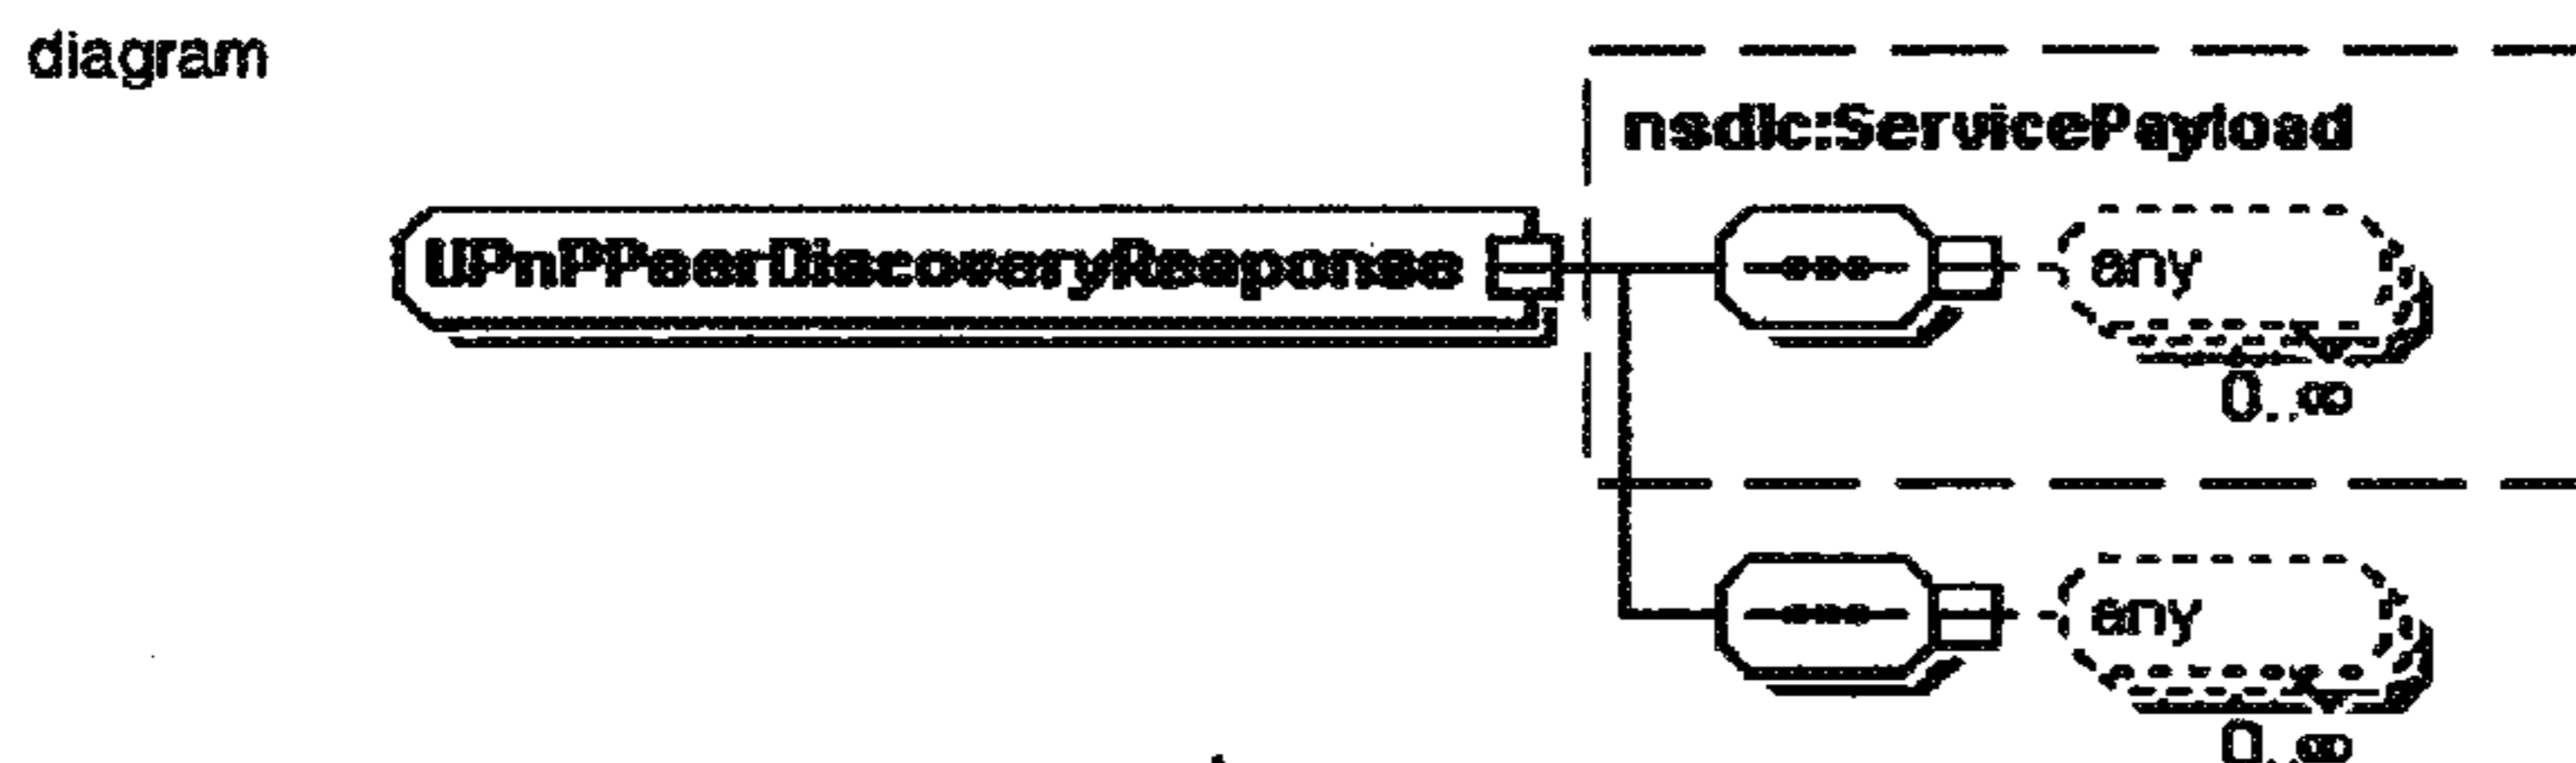 diagram
nsdlc:ServicePayload
UPnPPeerDiscoveryResponse
any
0..∞
any
0..∞